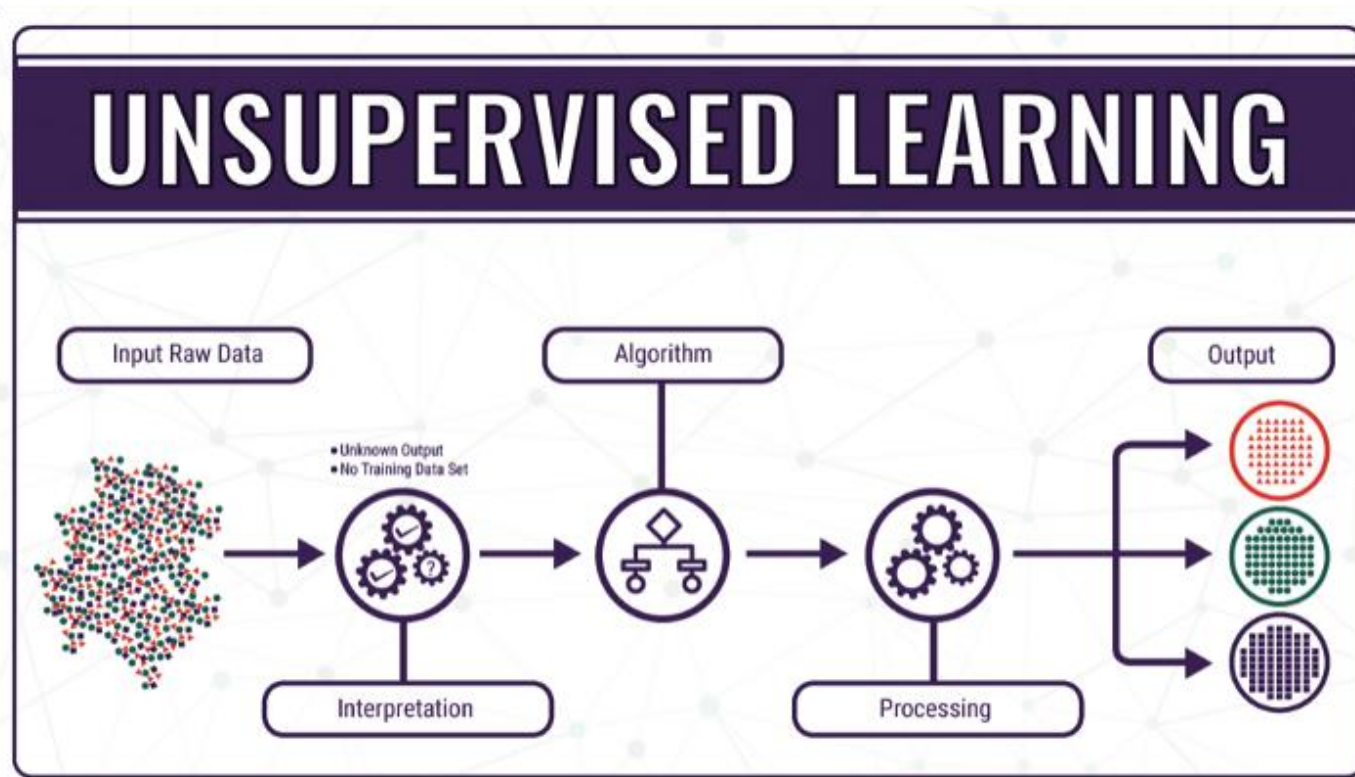 UNSUPERVISED LEARNING
Input Raw Data
Algorithm
Output
• Unknown Output
• No Training Data Set
?
Interpretation
Processing